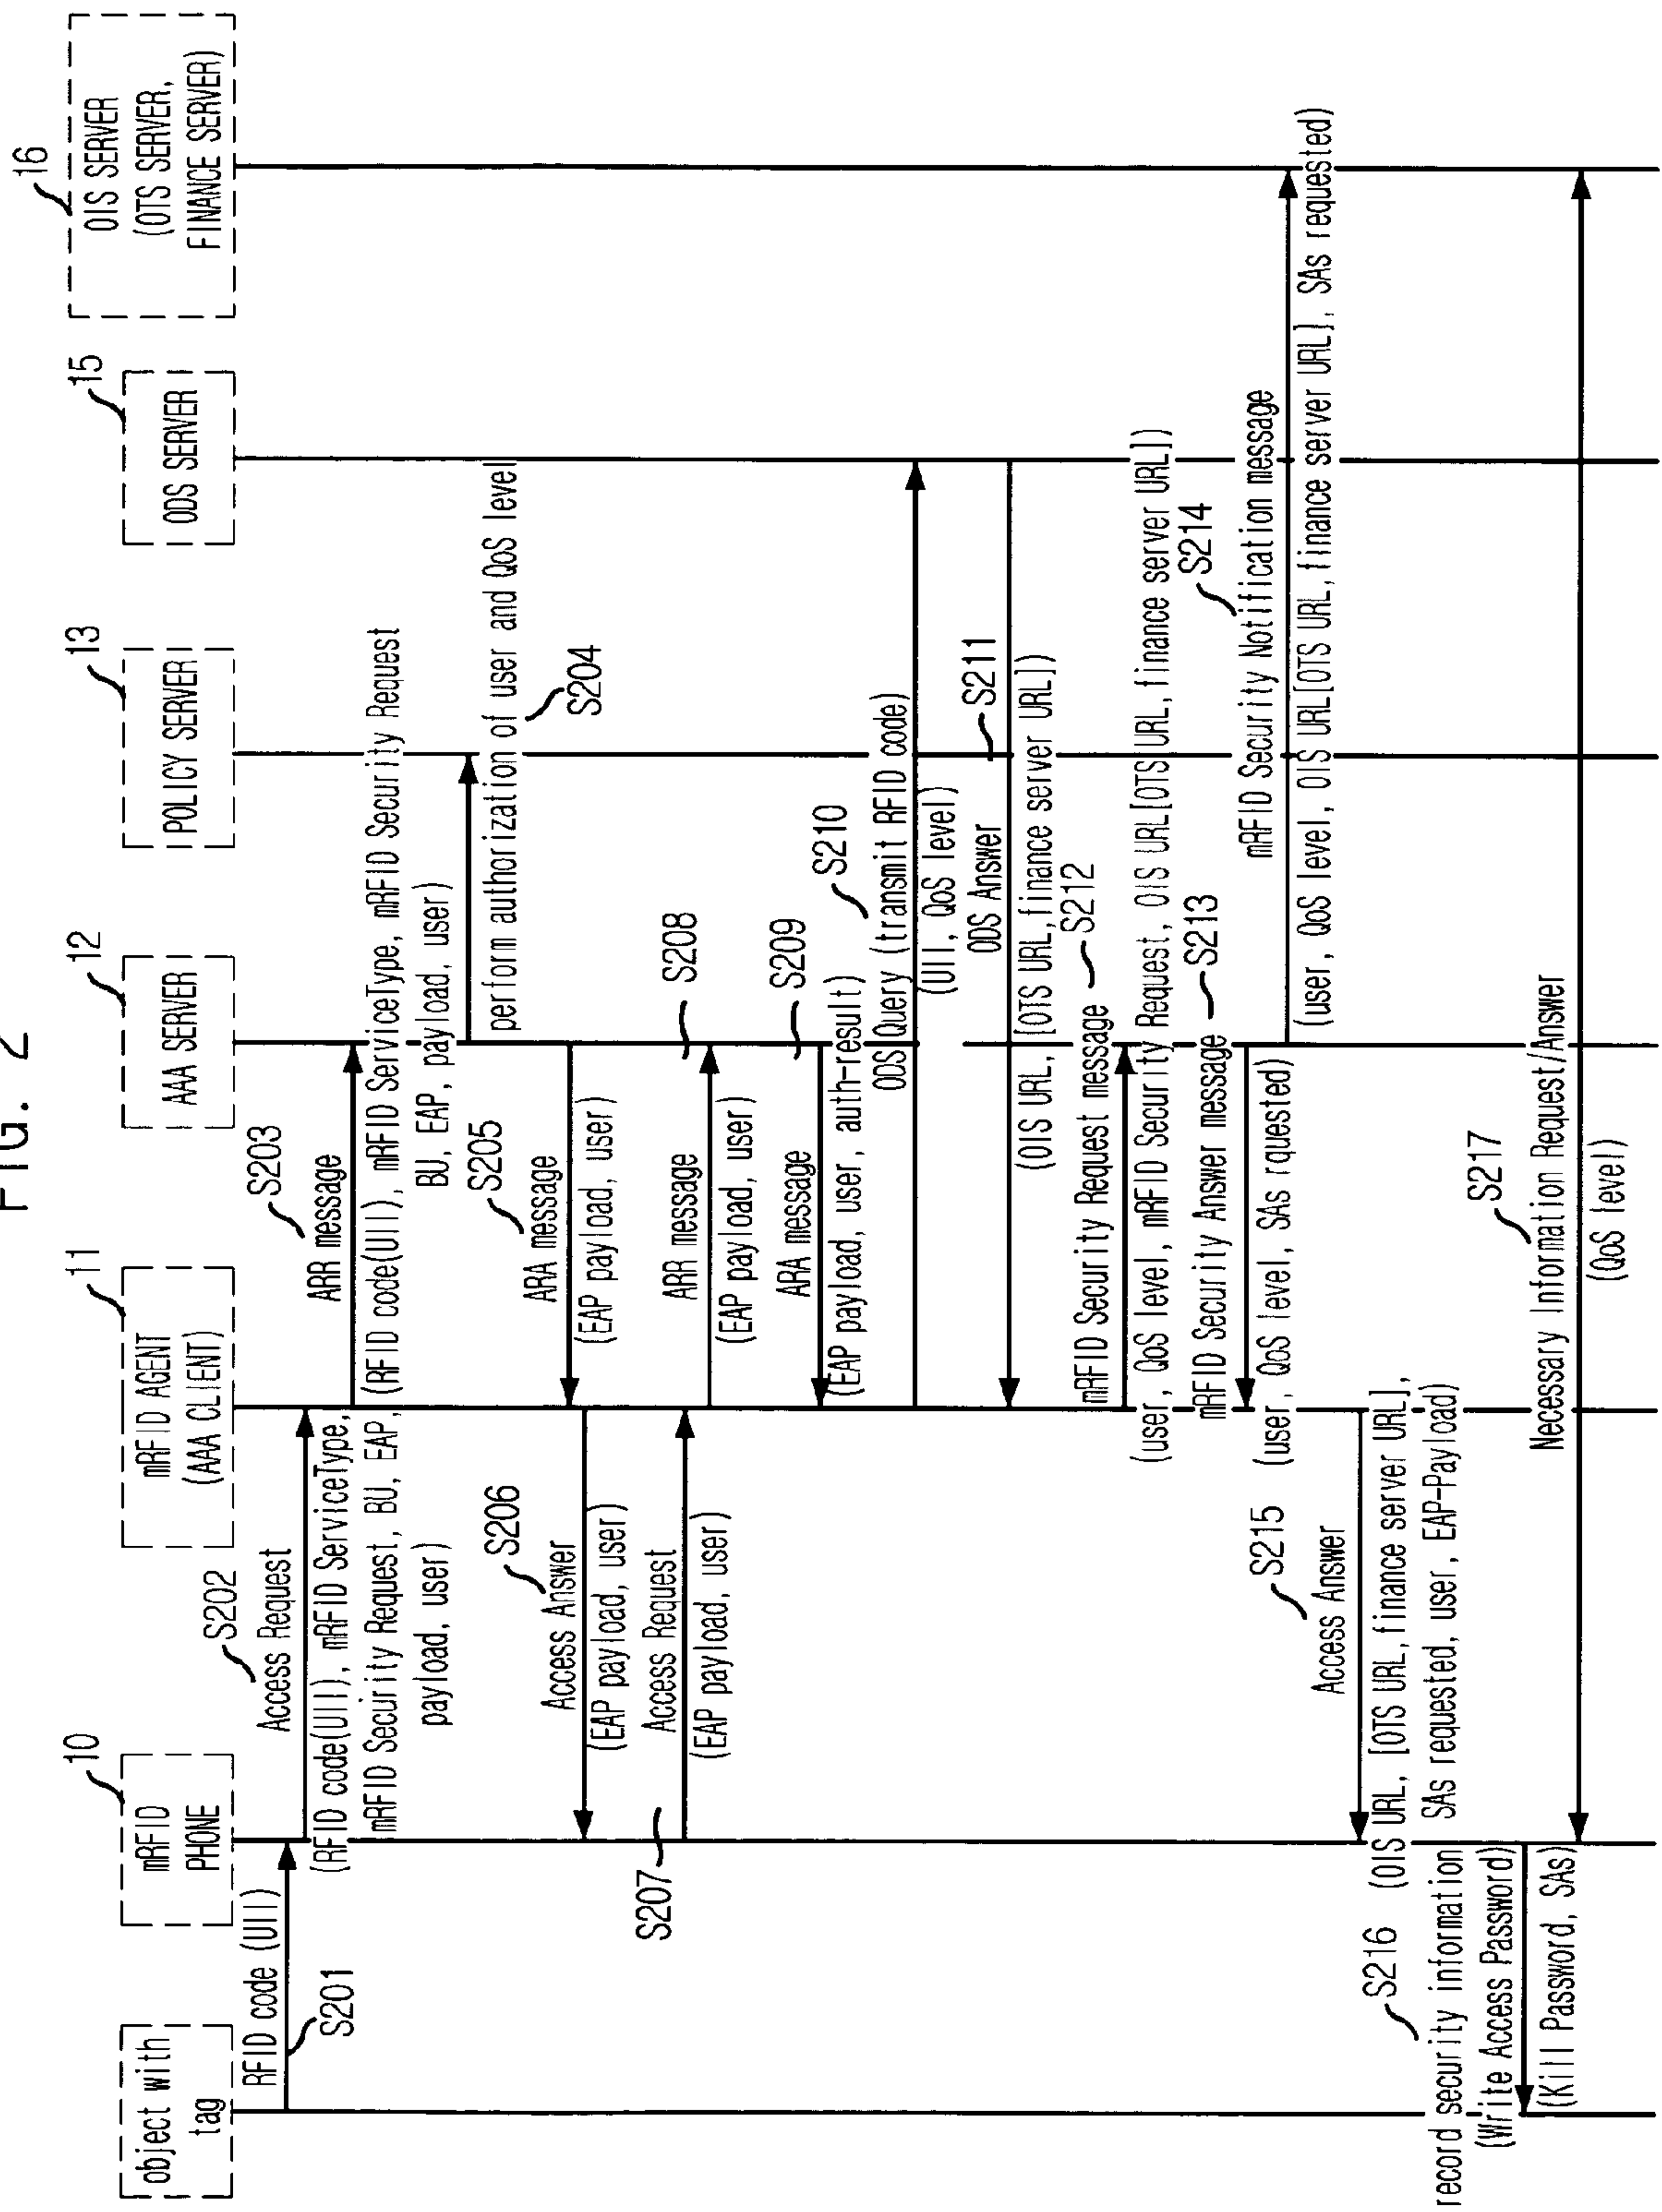 FIG. 2
object with
tag
10
mRFID
PHONE
11
mRFID AGENT
(AAA CLIENT)
12
AAA SERVER
13
POLICY SERVER
15
ODS SERVER
16
OIS SERVER
(OTS SERVER,
FINANCE SERVER)
RFID code (UII)
S201
S202
Access Request
(RFID code(UII), mRFID ServiceType,
mRFID Security Request, BU, EAP,
payload, user)
S203
ARR message
(RFID code(UII), mRFID ServiceType, mRFID Security Request
BU, EAP, payload, user)
perform authorization of user and QoS level
S204
S205
ARA message
(EAP payload, user)
S206
Access Answer
(EAP payload, user)
Access Request
(EAP payload, user)
S207
S208
ARR message
(EAP payload, user)
S209
ARA message
(EAP payload, user, auth-result)
S210
ODS Query (transmit RFID code)
(UII, QoS level)
S211
ODS Answer
(OIS URL, [OTS URL,finance server URL])
S212
mRFID Security Request message
(user, QoS level, mRFID Security Request, OIS URL[OTS URL,finance server URL])
S213
mRFID Security Answer message
(user, QoS level, SAs rquested)
S214
mRFID Security Notification message
(user, QoS level, OIS URL[OTS URL,finance server URL], SAs requested)
S215
Access Answer
(OIS URL, [OTS URL,finance server URL],
SAs requested, user, EAP-Payload)
S216
record security information
(Write Access Password)
(Kill Password, SAs)
S217
Necessary Information Request/Answer
(QoS level)